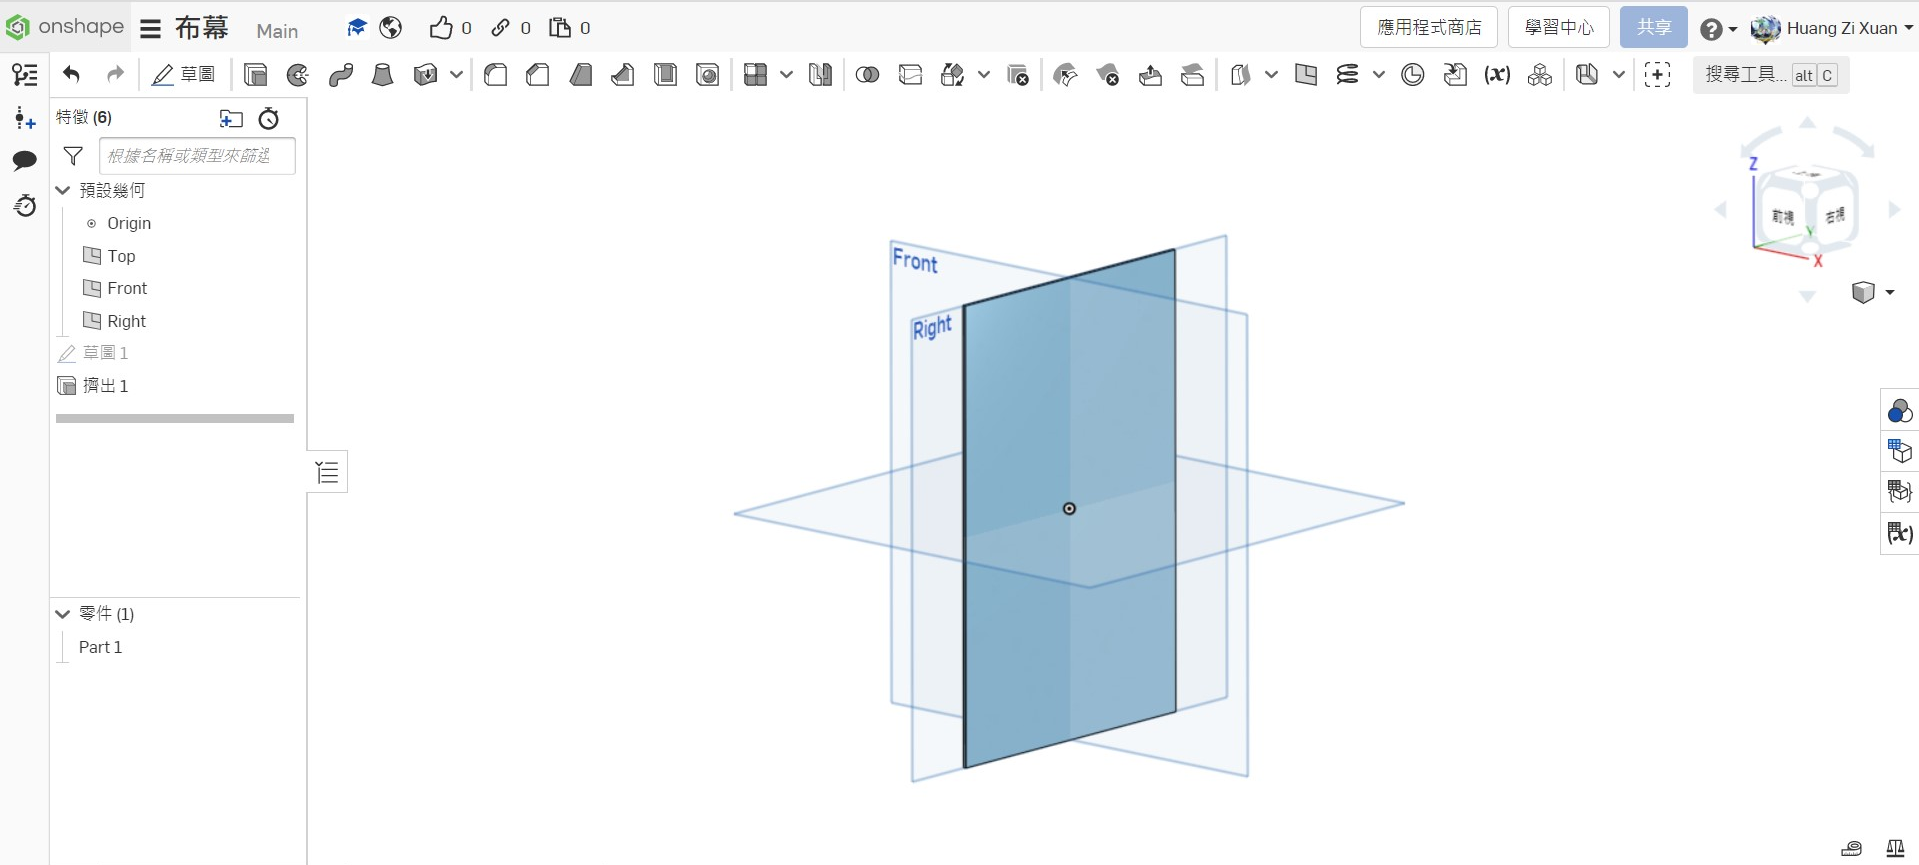 onshape 布幕 Main 0 0 0 應用程式商店 學習中心 共享 Huang Zi Xuan
草圖 (x) 搜尋工具... alt C
特徵 (6)
根據名稱或類型來篩選
預設幾何
Origin
Top
Front
Right
草圖 1
擠出 1
零件 (1)
Part 1
Front
Right
Z
前視
右視
Y
X
(x)